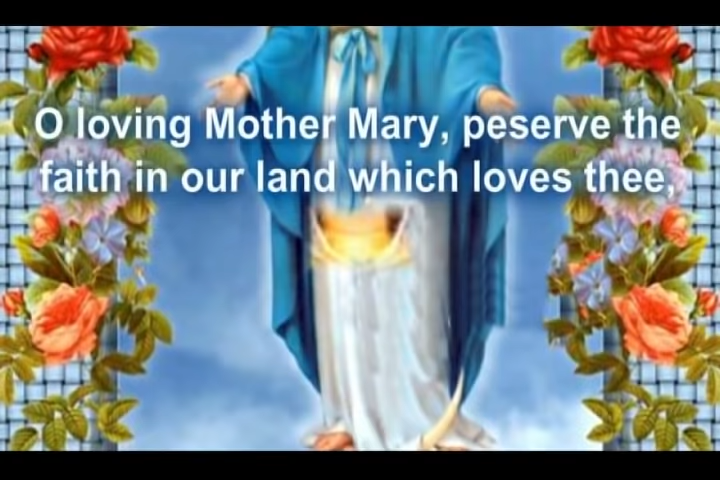 O loving Mother Mary, peserve the
faith in our land which loves thee,